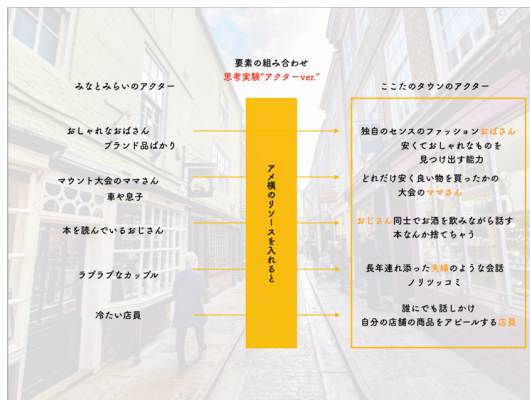 要素の組み合わせ
思考実験“アクターver.”
みなとみらいのアクター
ここたのタウンのアクター
おしゃれなおばさん
ブランド品ばかり
マウント大会のママさん
車や息子
本を読んでいるおじさん
ラブラブなカップル
冷たい店員
アメ横のリソースを入れると
独自のセンスのファッションおばさん
安くておしゃれなものを
見つけ出す能力
どれだけ安く良い物を買ったかの
大会のママさん
おじさん同士でお酒を飲みながら話す
本なんか捨てちゃう
長年連れ添った夫婦のような会話
ノリツッコミ
誰にでも話しかけ
自分の店舗の商品をアピールする店員